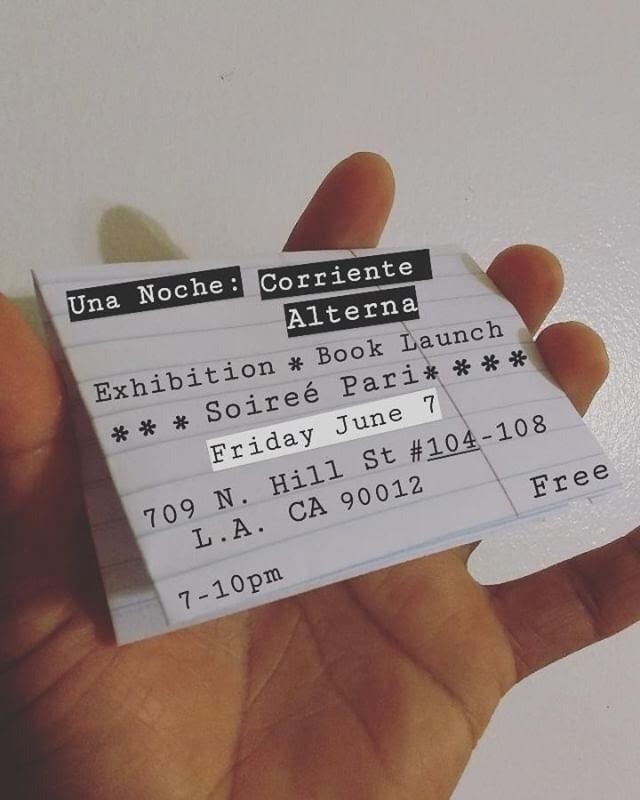 Una Noche: Corriente
Alterna
Exhibition * Book Launch
* * * Soireé Pari* * * *
Friday June 7
709 N. Hill St #104-108
L.A. CA 90012
Free
7-10pm